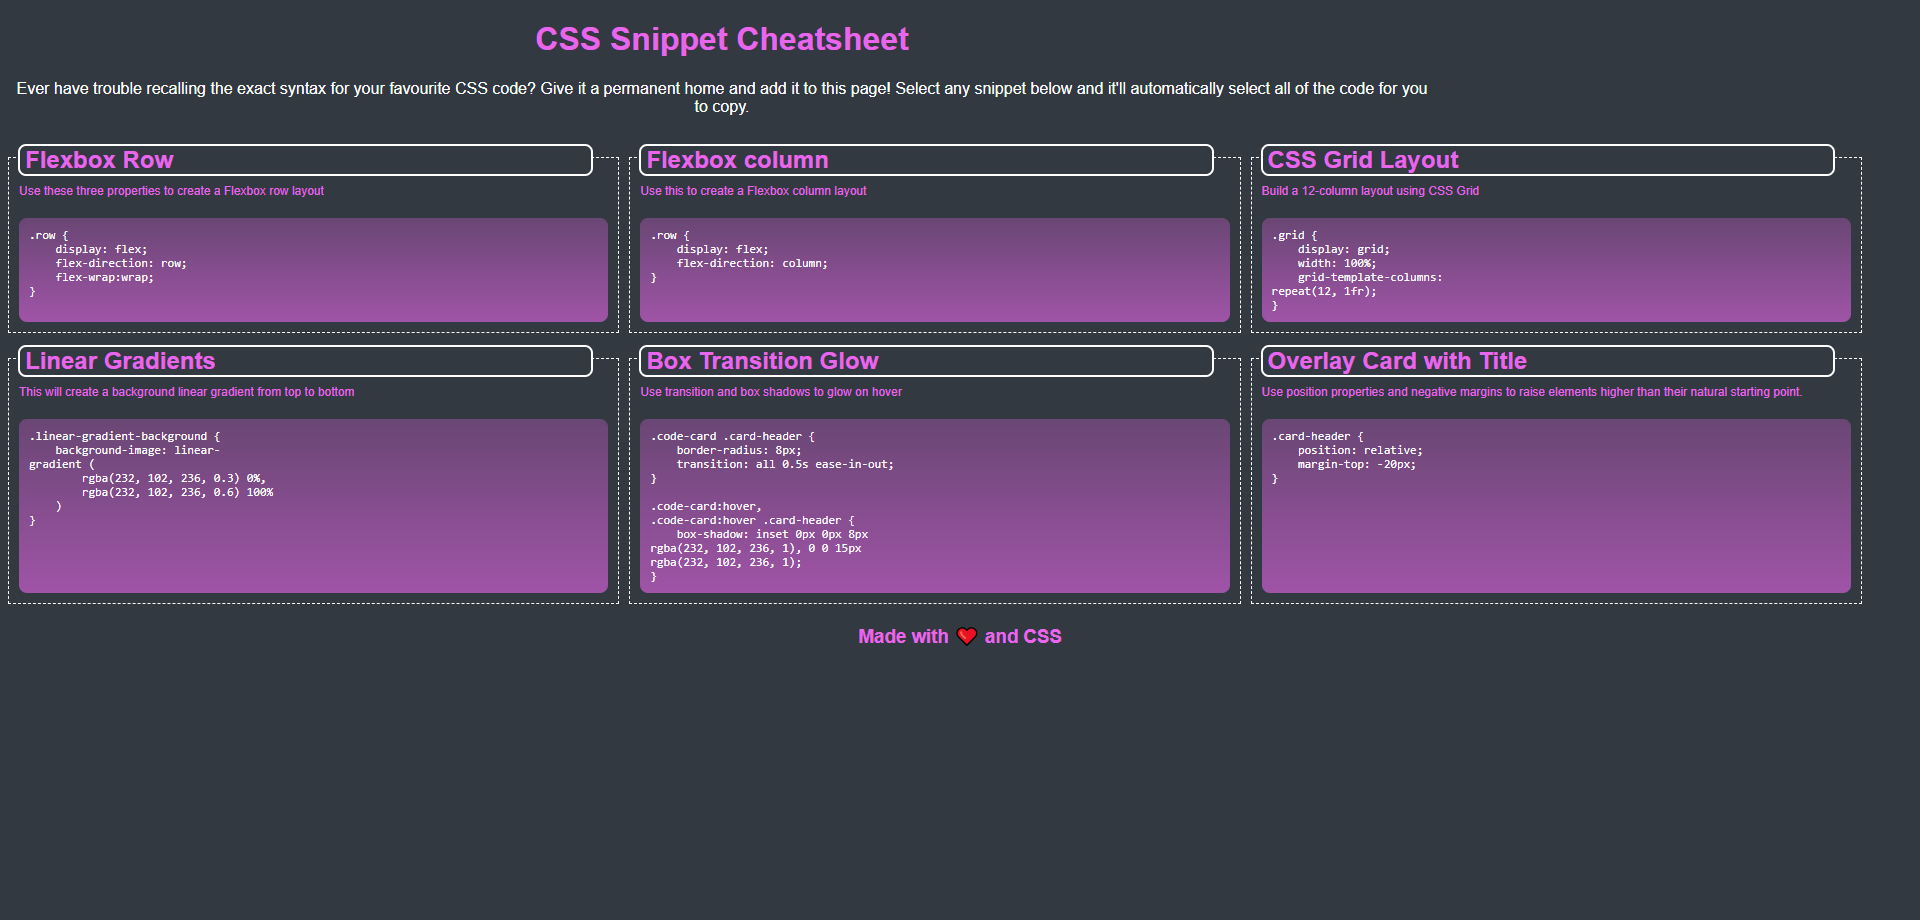 CSS Snippet Cheatsheet
Ever have trouble recalling the exact syntax for your favourite CSS code? Give it a permanent home and add it to this page! Select any snippet below and it'll automatically select all of the code for you
to copy.
Flexbox Row
Use these three properties to create a Flexbox row layout
.row {
    display: flex;
    flex-direction: row;
    flex-wrap:wrap;
}
Flexbox column
Use this to create a Flexbox column layout
.row {
    display: flex;
    flex-direction: column;
}
CSS Grid Layout
Build a 12-column layout using CSS Grid
.grid {
    display: grid;
    width: 100%;
    grid-template-columns:
repeat(12, 1fr);
}
Linear Gradients
This will create a background linear gradient from top to bottom
.linear-gradient-background {
    background-image: linear-
gradient (
        rgba(232, 102, 236, 0.3) 0%,
        rgba(232, 102, 236, 0.6) 100%
    )
}
Box Transition Glow
Use transition and box shadows to glow on hover
.code-card .card-header {
    border-radius: 8px;
    transition: all 0.5s ease-in-out;
}
.code-card:hover,
.code-card:hover .card-header {
    box-shadow: inset 0px 0px 8px
rgba(232, 102, 236, 1), 0 0 15px
rgba(232, 102, 236, 1);
}
Overlay Card with Title
Use position properties and negative margins to raise elements higher than their natural starting point.
.card-header {
    position: relative;
    margin-top: -20px;
}
Made with ❤️ and CSS